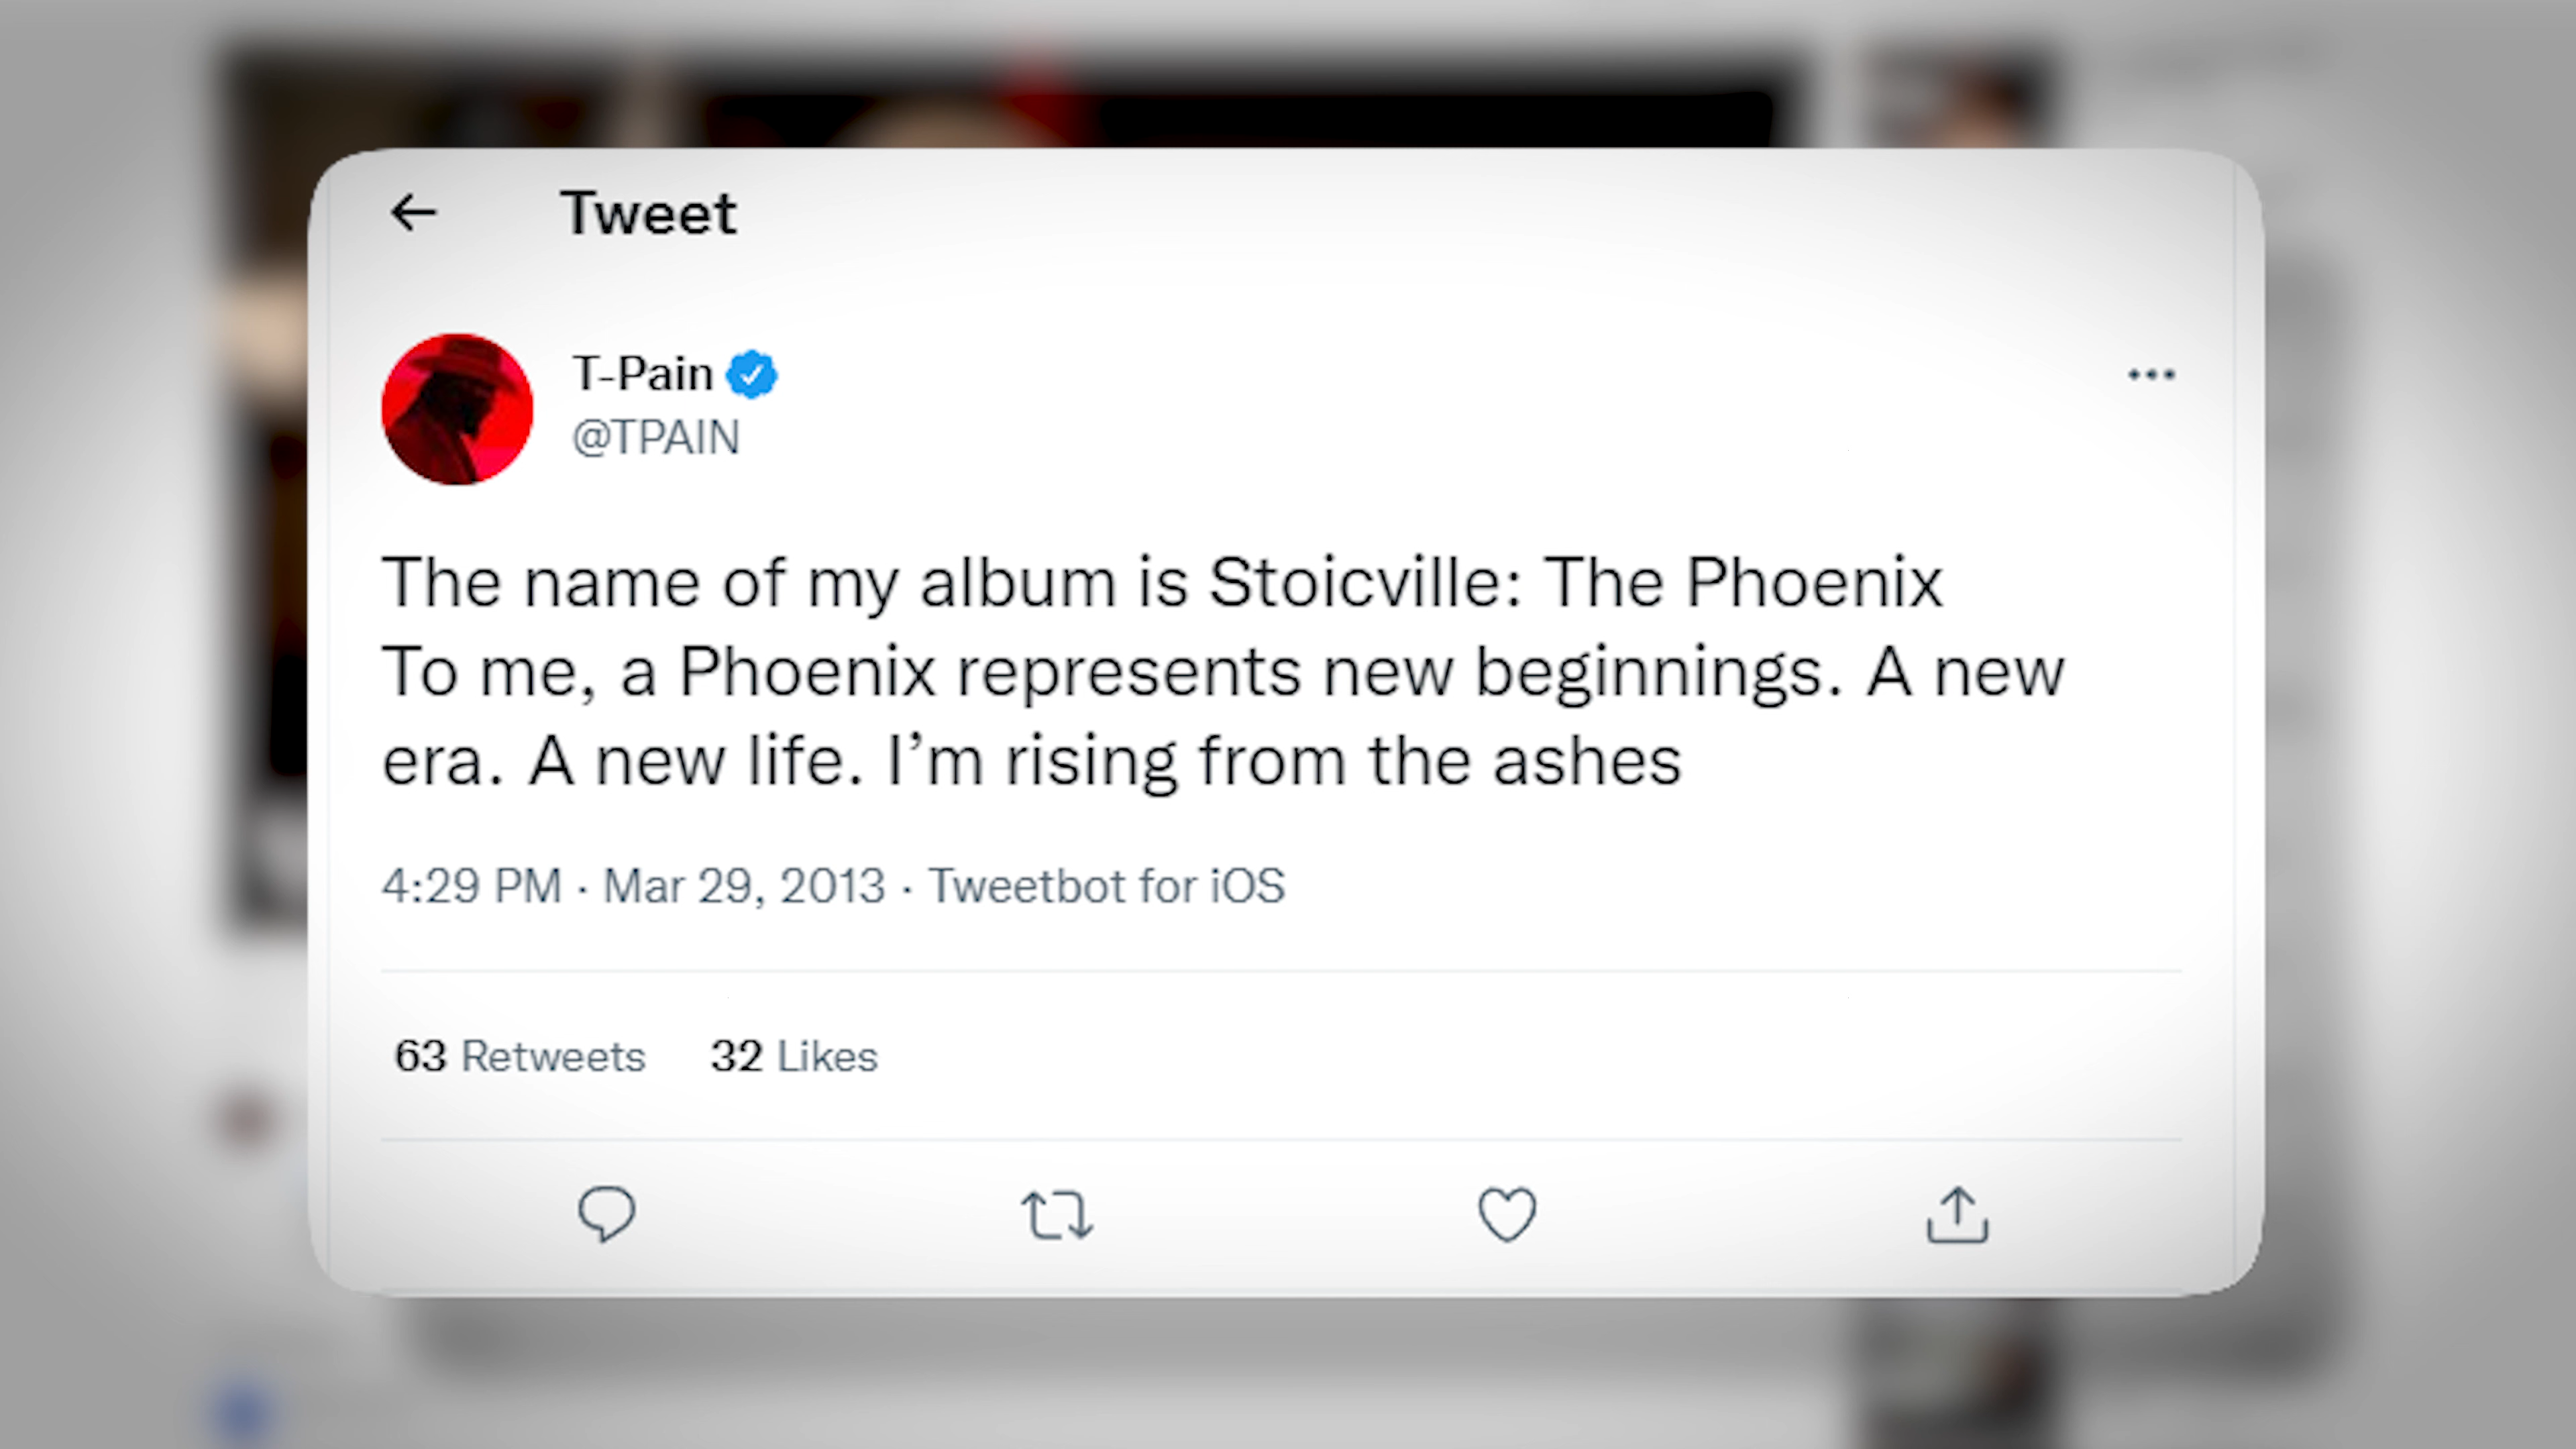 Tweet
T-Pain
@TPAIN
The name of my album is Stoicville: The Phoenix
To me, a Phoenix represents new beginnings. A new
era. A new life. I’m rising from the ashes
4:29 PM · Mar 29, 2013 · Tweetbot for iOS
63 Retweets 32 Likes